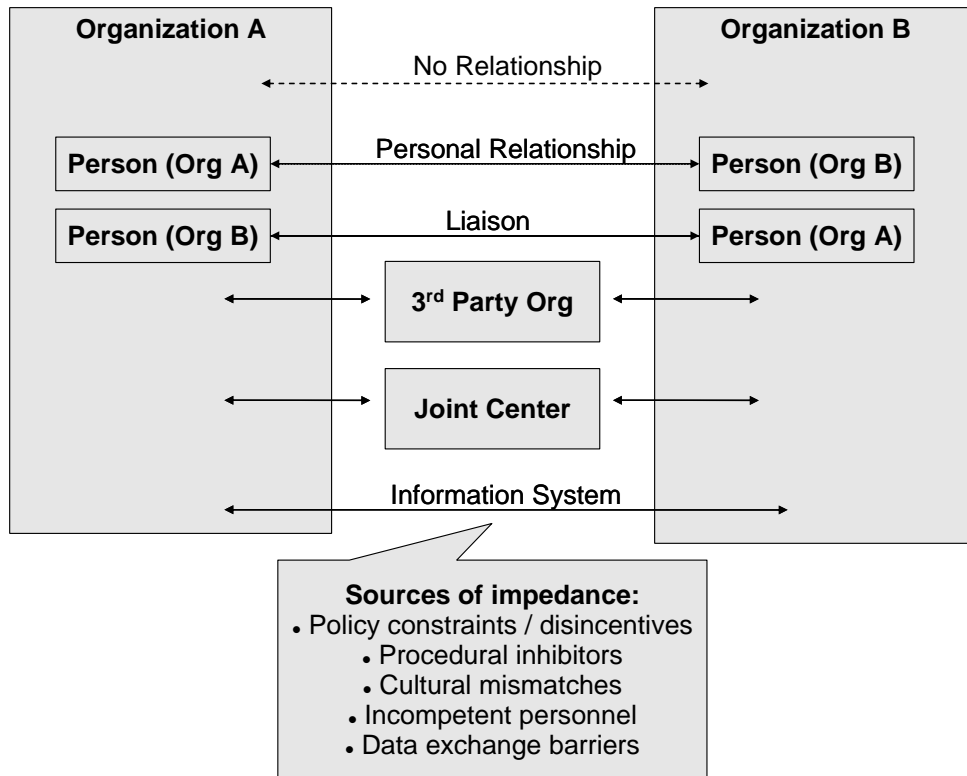 Organization A
Organization B
No Relationship
Personal Relationship
Person (Org A)
Person (Org B)
Liaison
Person (Org B)
Person (Org A)
3rd Party Org
Joint Center
Information System
Sources of impedance:
• Policy constraints / disincentives
• Procedural inhibitors
• Cultural mismatches
• Incompetent personnel
• Data exchange barriers